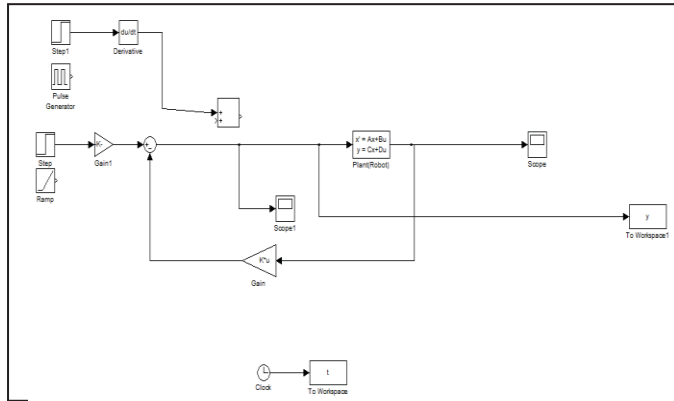 du/dt
Step1
Derivative
Pulse
Generator
+
+
Step
K-
Gain1
+
-
x' = Ax+Bu
y = Cx+Du
Plant(Robot)
Scope
Ramp
Scope1
y
To Workspace1
K*u
Gain
Clock
t
To Workspace